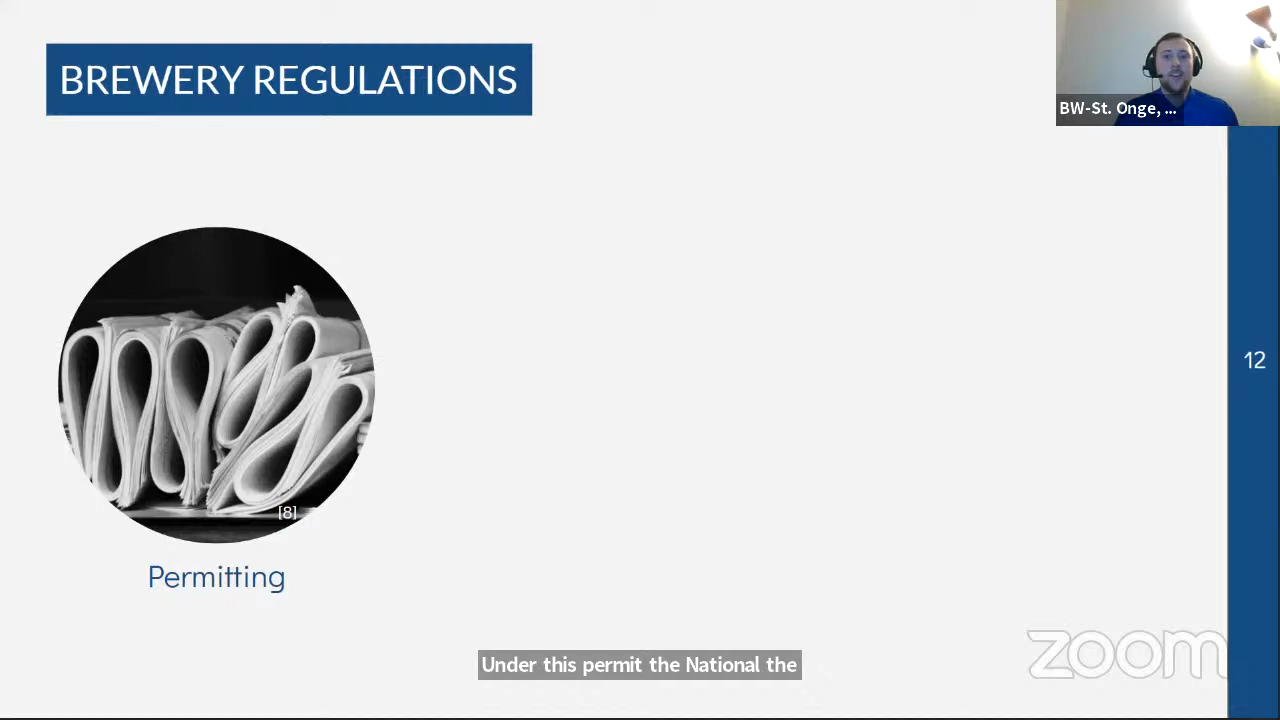 BREWERY REGULATIONS
BW-St. Onge, ...
12
[8]
Permitting
Under this permit the National the
zoom